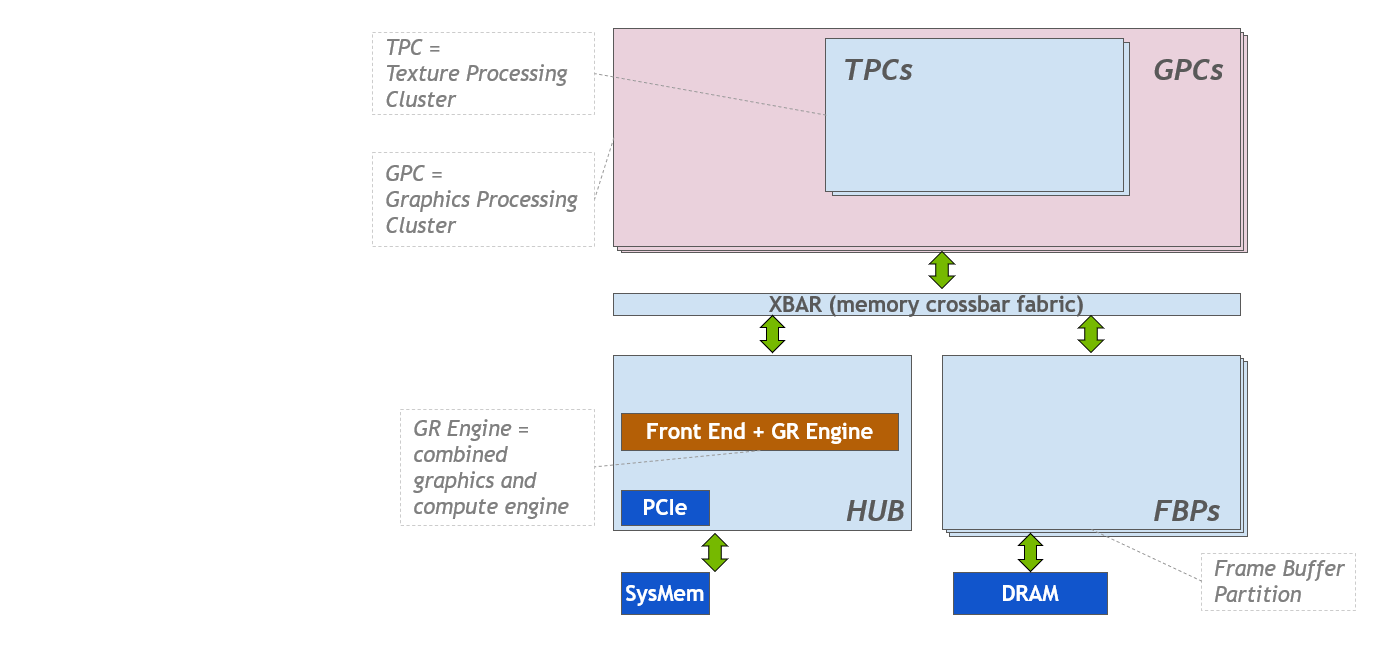 TPC =
Texture Processing
Cluster
TPCs
GPCs
GPC =
Graphics Processing
Cluster
XBAR (memory crossbar fabric)
GR Engine =
combined
graphics and
compute engine
Front End + GR Engine
PCIe
HUB
FBPs
SysMem
DRAM
Frame Buffer
Partition